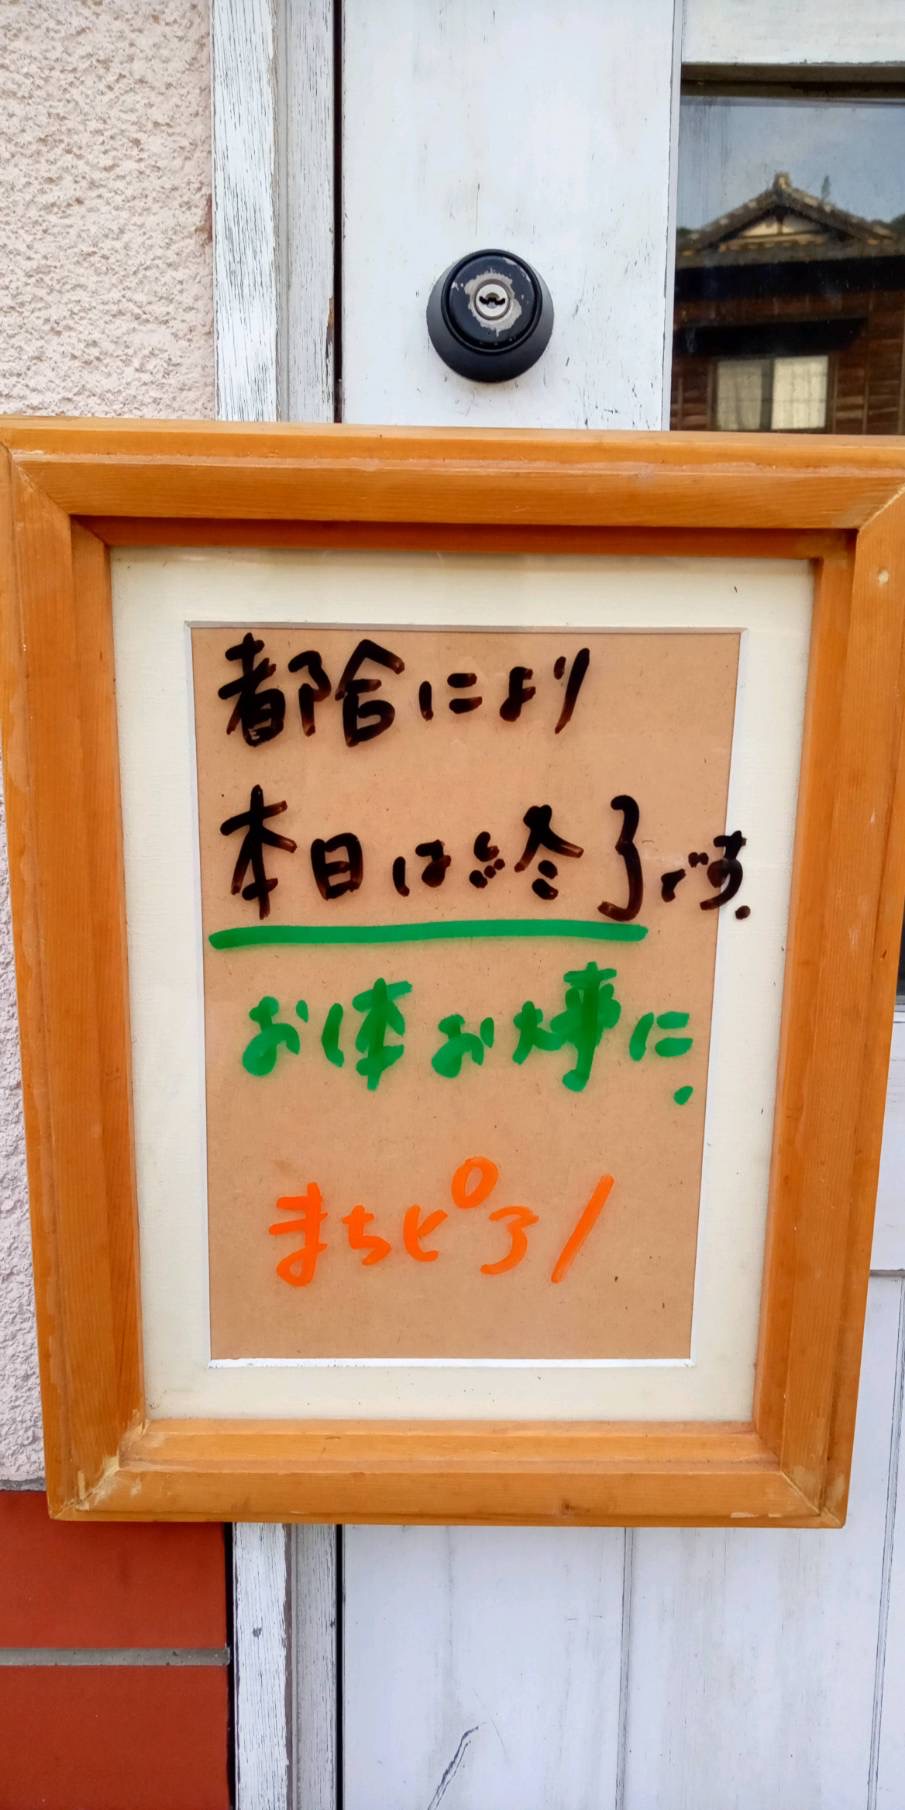 都合により
本日は終了です.
お体お大事に.
まちピアノ